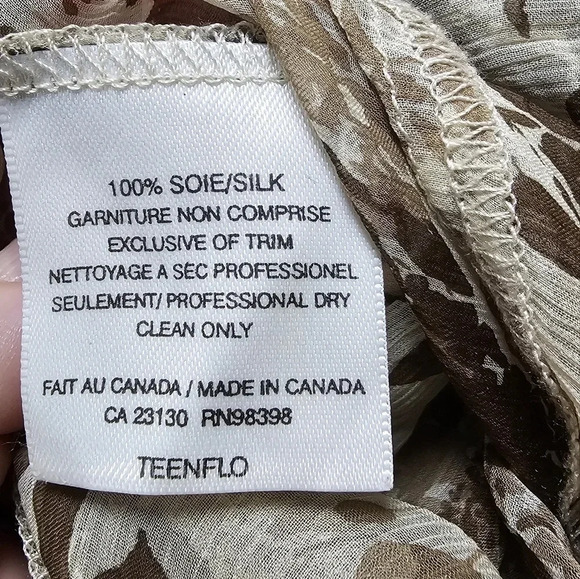 100% SOIE/SILK
GARNITURE NON COMPRISE
EXCLUSIVE OF TRIM
NETTOYAGE A SEC PROFESSIONEL
SEULEMENT/ PROFESSIONAL DRY
CLEAN ONLY
FAIT AU CANADA / MADE IN CANADA
CA 23130 RN98398
TEENFLO